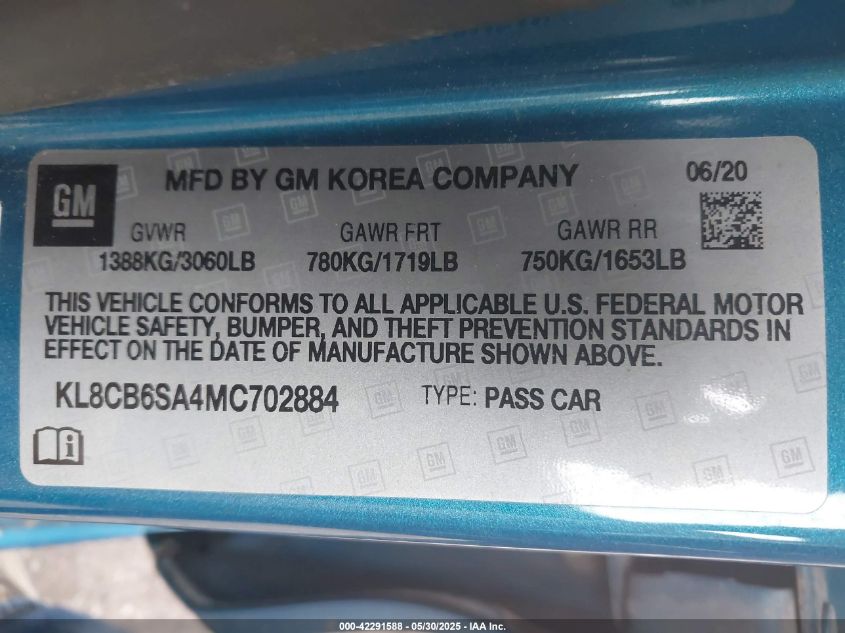 GM
MFD BY GM KOREA COMPANY
06/20
GVWR GAWR FRT GAWR RR
1388KG/3060LB 780KG/1719LB 750KG/1653LB
THIS VEHICLE CONFORMS TO ALL APPLICABLE U.S. FEDERAL MOTOR
VEHICLE SAFETY, BUMPER, AND THEFT PREVENTION STANDARDS IN
EFFECT ON THE DATE OF MANUFACTURE SHOWN ABOVE.
KL8CB6SA4MC702884 TYPE: PASS CAR
000-42291588 --- 05/30/2025 --- IAA Inc.